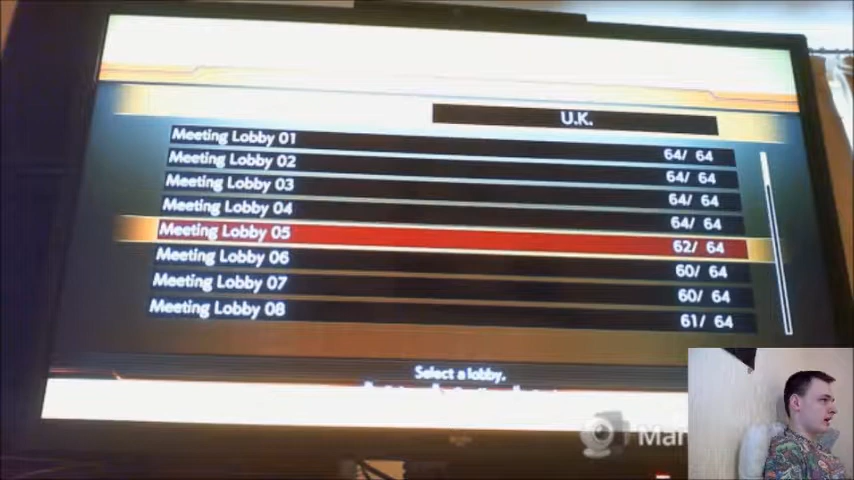 U.K.
Meeting Lobby 01 64/ 64
Meeting Lobby 02 64/ 64
Meeting Lobby 03 64/ 64
Meeting Lobby 04 64/ 64
Meeting Lobby 05 62/ 64
Meeting Lobby 06 60/ 64
Meeting Lobby 07 60/ 64
Meeting Lobby 08 61/ 64
Select a lobby.